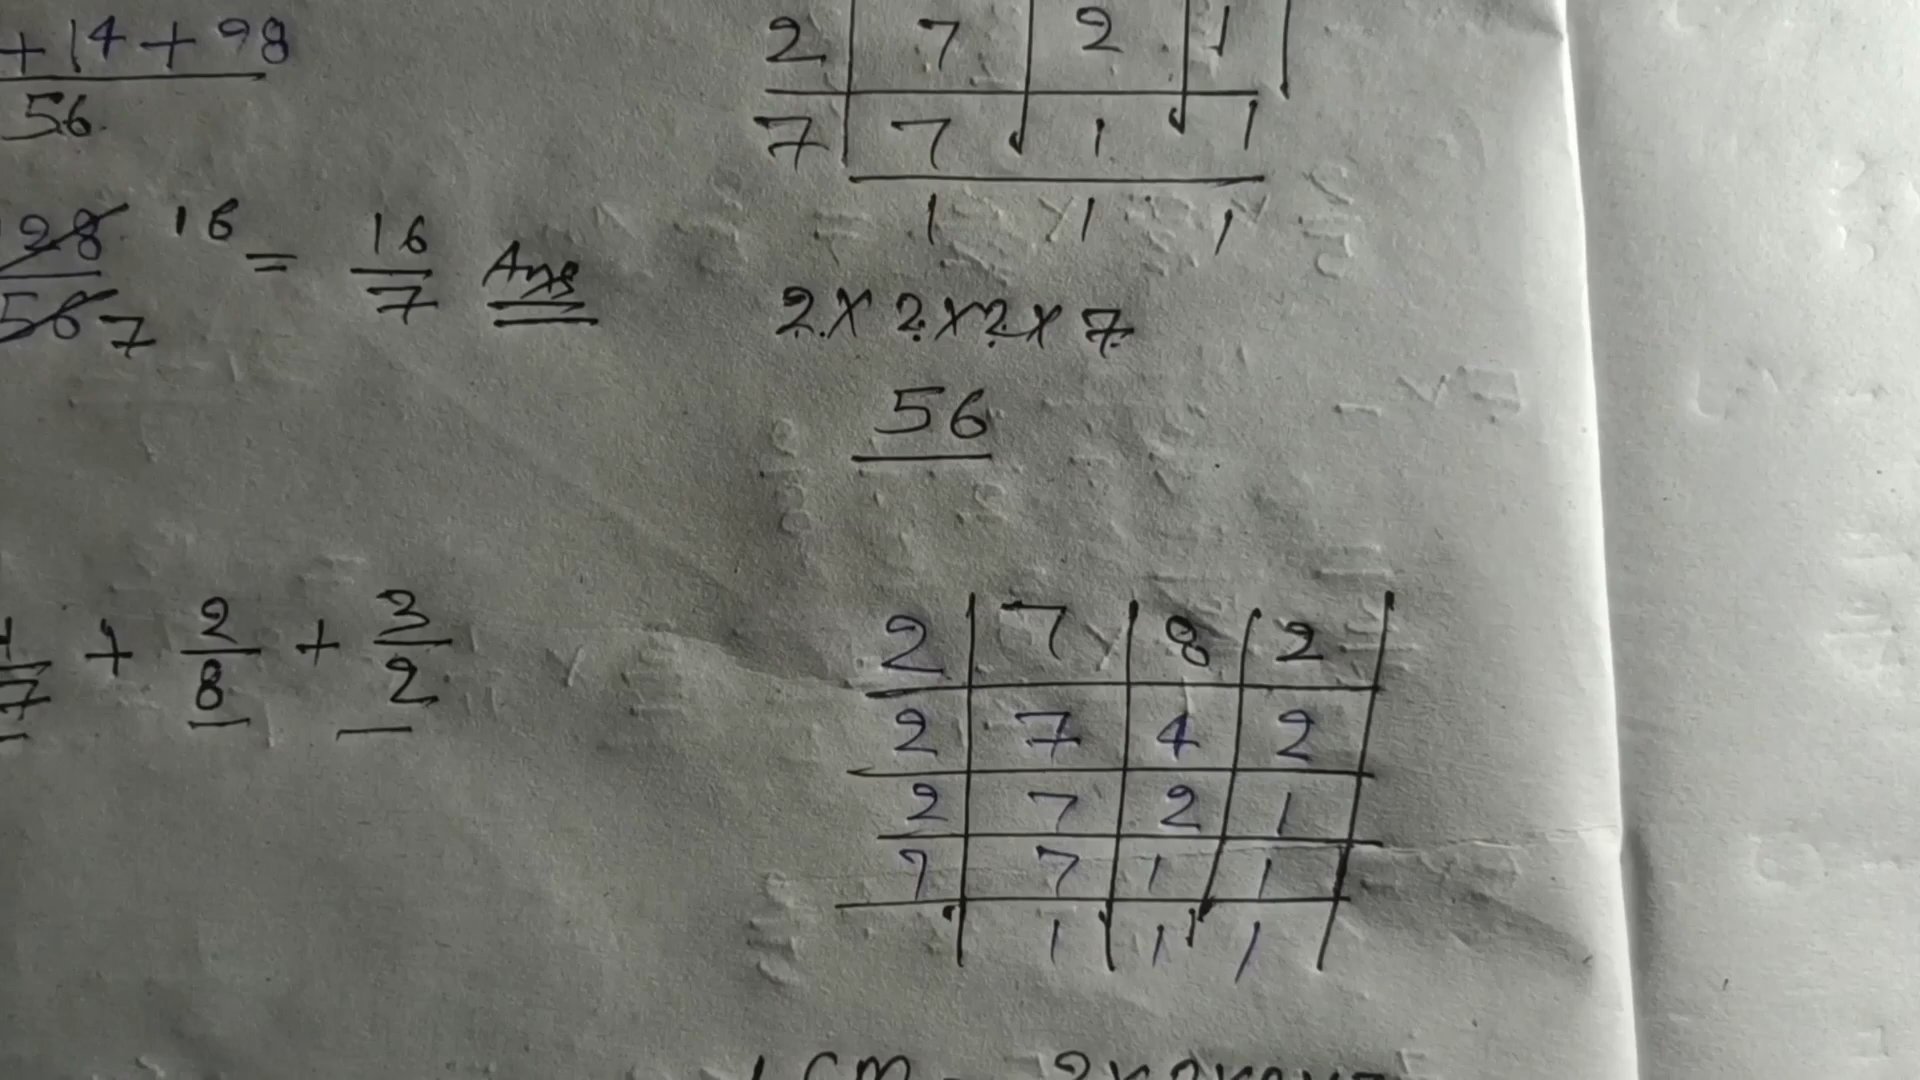 +14+98
56
128 16 = 16
56 7 7 Ans
+ 2 + 3
7 8 2
2 7 2 1
7 7 1 1
1 1 1
2×2×2×7
56
2 7 8 2
2 7 4 2
2 7 2 1
7 7 1 1
1 1 1